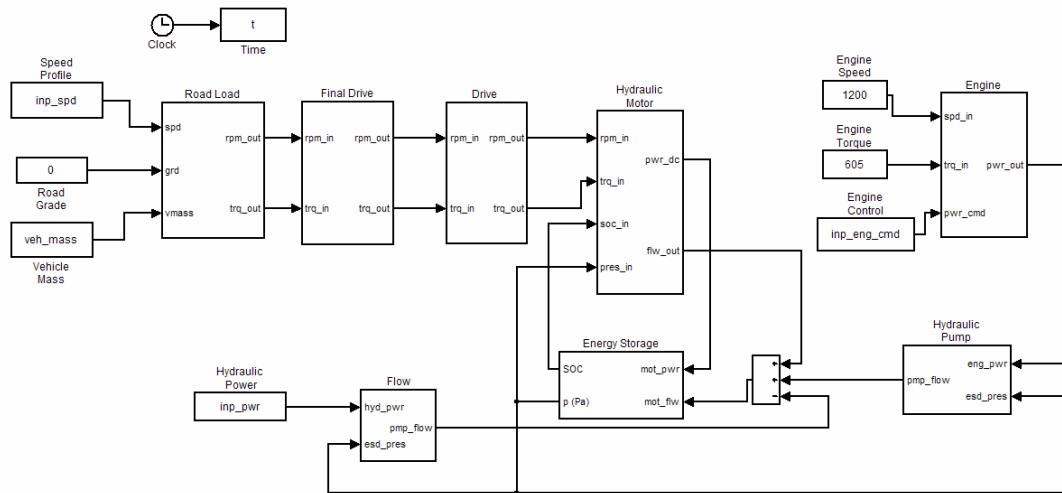 t
Clock
Time
Speed
Profile
inp_spd
0
Road
Grade
veh_mass
Vehicle
Mass
Road Load
spd
grd
vmass
rpm_out
trq_out
Final Drive
rpm_in
trq_in
rpm_out
trq_out
Drive
rpm_in
trq_in
rpm_out
trq_out
Hydraulic
Motor
rpm_in
trq_in
soc_in
pres_in
pwr_dc
flw_out
Engine
Speed
1200
Engine
Torque
605
Engine
Control
inp_eng_cmd
Engine
spd_in
trq_in
pwr_cmd
pwr_out
Energy Storage
SOC
p (Pa)
mot_pwr
mot_flw
Hydraulic
Pump
pmp_flow
eng_pwr
esd_pres
Hydraulic
Power
inp_pwr
Flow
hyd_pwr
esd_pres
pmp_flow
+
+
−